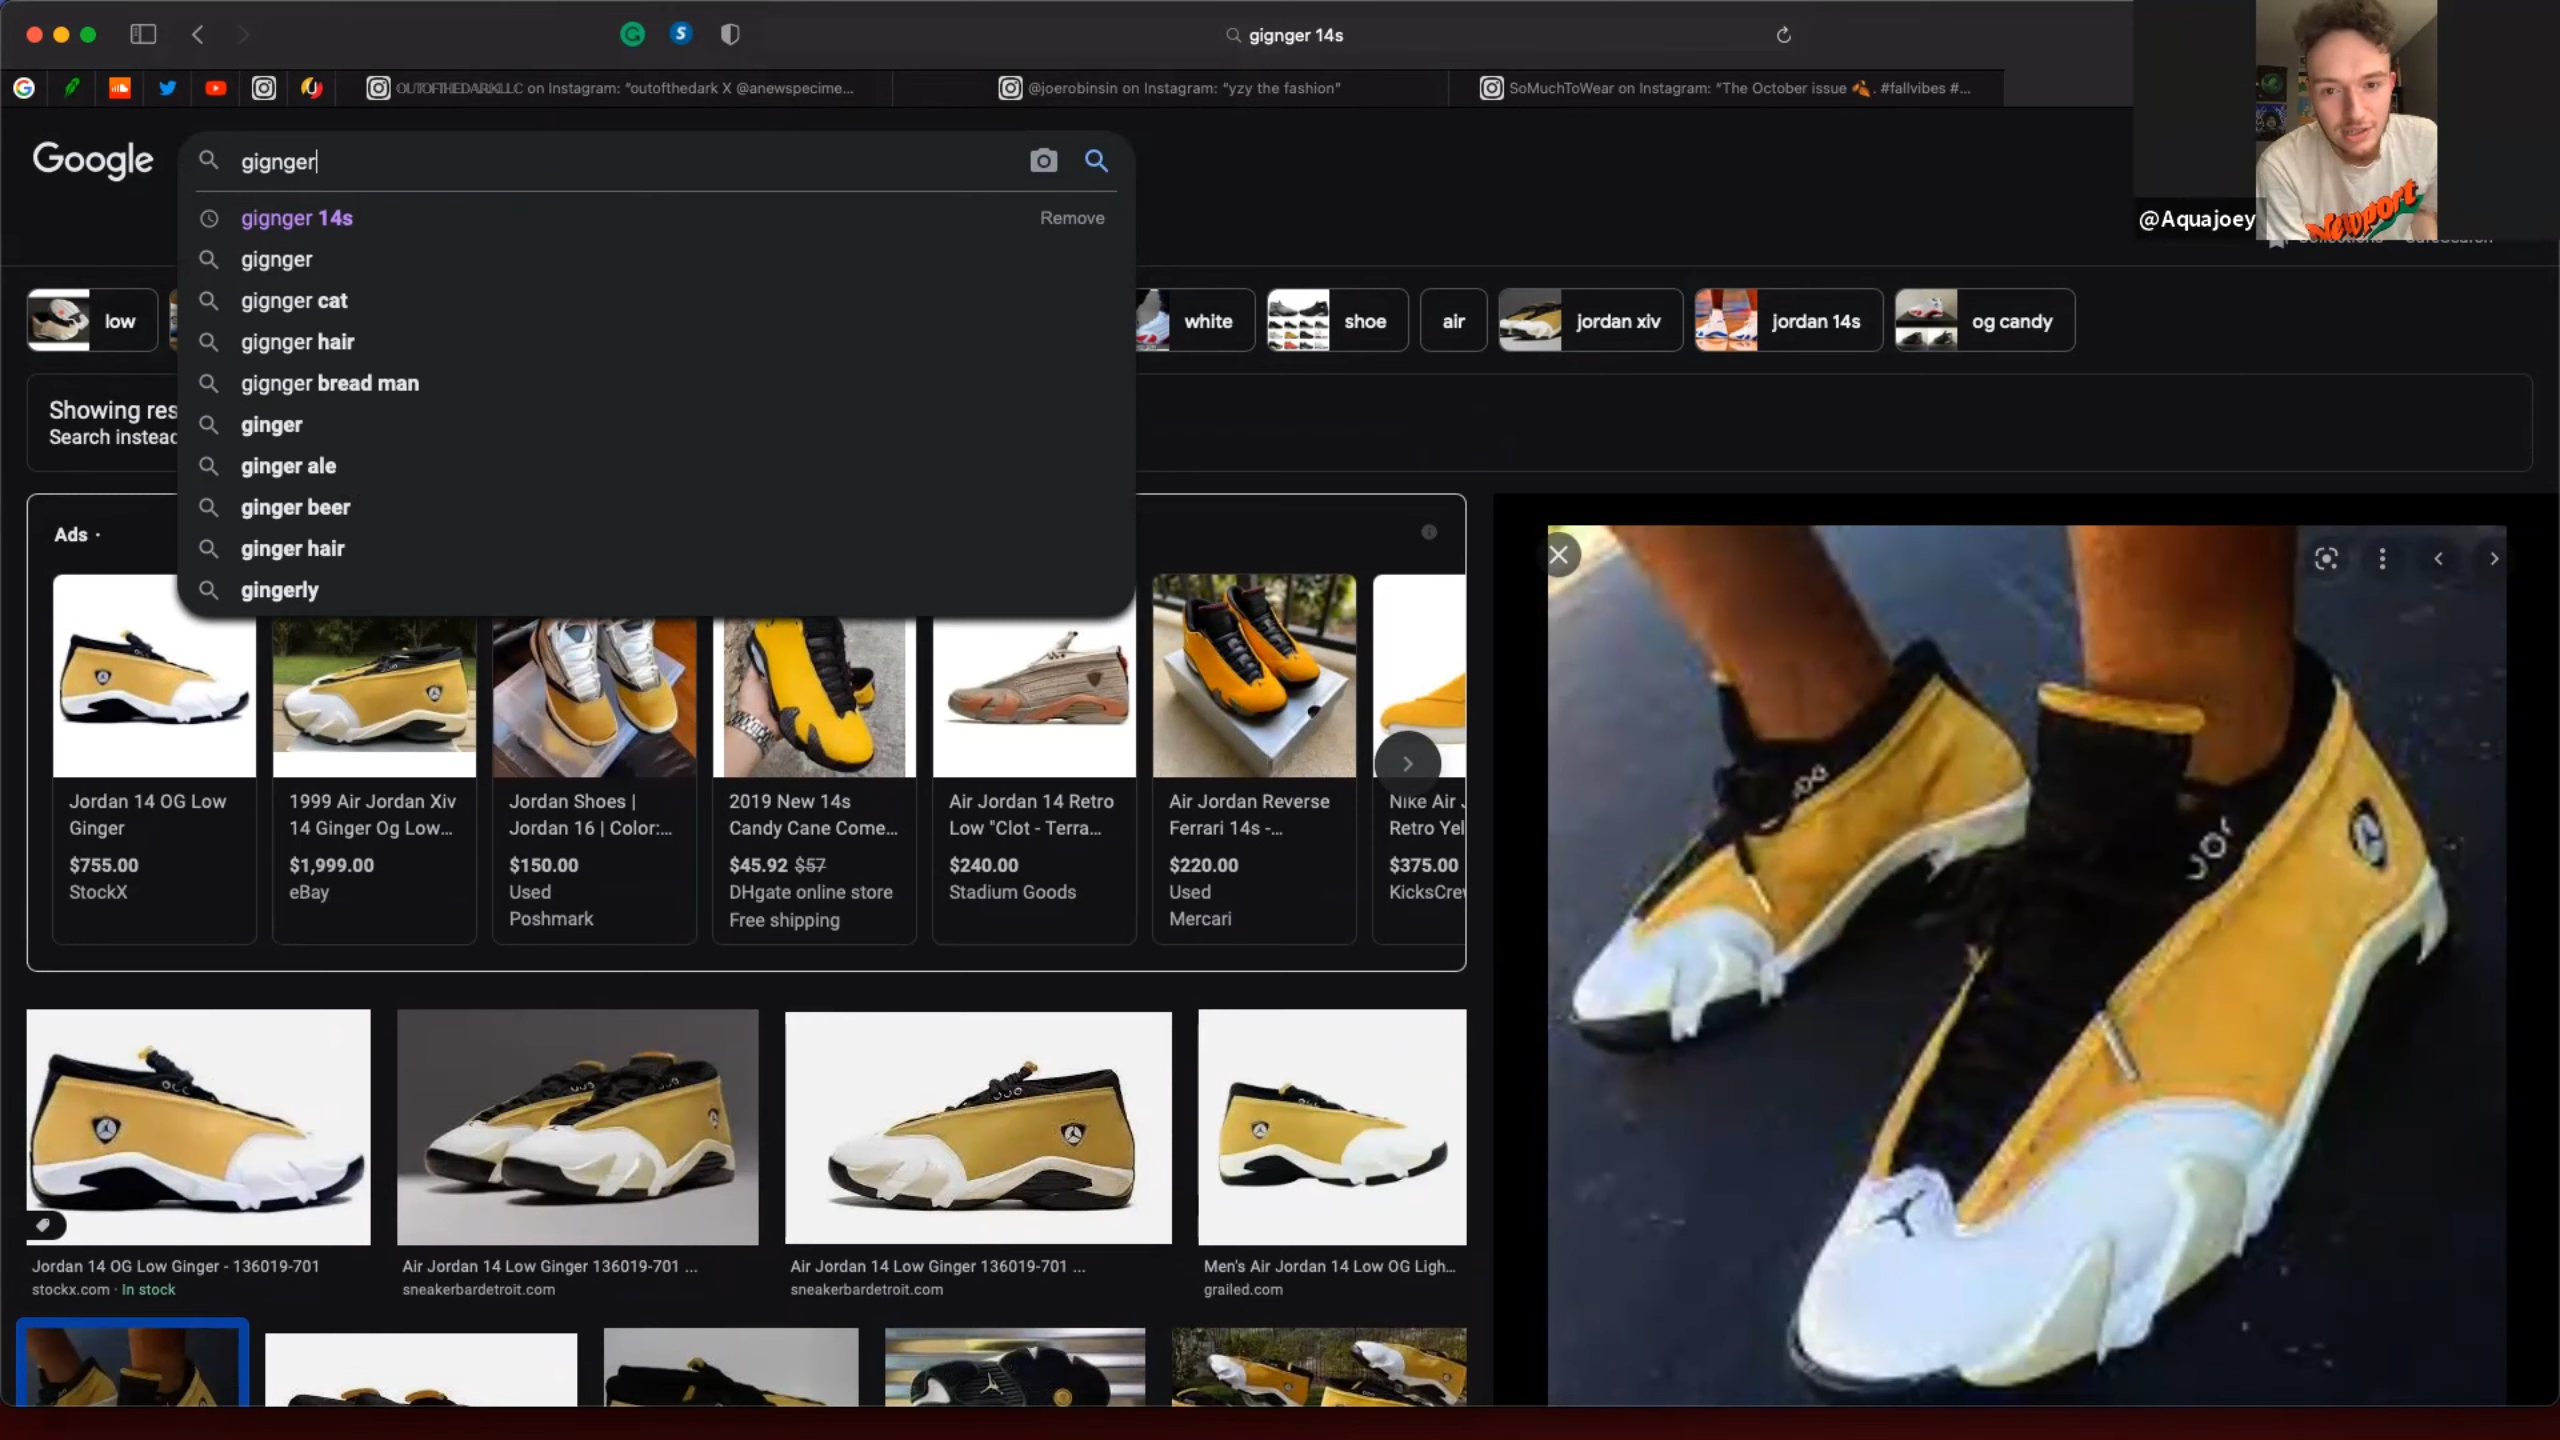 gignger 14s
OUTOFTHEDARKLLC on Instagram: "outofthedark X @anewspecime...
@joerobinsin on Instagram: "yzy the fashion"
SoMuchToWear on Instagram: "The October issue 🍂. #fallvibes #...
Google
gignger
gignger 14s
Remove
gignger
gignger cat
gignger hair
gignger bread man
ginger
ginger ale
ginger beer
ginger hair
gingerly
@Aquajoey
Newport
low
white
shoe
air
jordan xiv
jordan 14s
og candy
Showing res
Search instead
Ads ·
Jordan 14 OG Low
Ginger
$755.00
StockX
1999 Air Jordan Xiv
14 Ginger Og Low...
$1,999.00
eBay
Jordan Shoes |
Jordan 16 | Color:...
$150.00
Used
Poshmark
2019 New 14s
Candy Cane Come...
$45.92 $57
DHgate online store
Free shipping
Air Jordan 14 Retro
Low "Clot - Terra...
$240.00
Stadium Goods
Air Jordan Reverse
Ferrari 14s -...
$220.00
Used
Mercari
Nike Air
Retro Yel
$375.00
KicksCrew
Jordan 14 OG Low Ginger - 136019-701
stockx.com · In stock
Air Jordan 14 Low Ginger 136019-701 ...
sneakerbardetroit.com
Air Jordan 14 Low Ginger 136019-701 ...
sneakerbardetroit.com
Men's Air Jordan 14 Low OG Ligh...
grailed.com